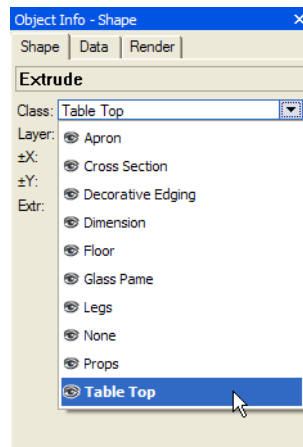 Object Info - Shape
Shape Data Render
Extrude
Class: Table Top
Layer: Apron
±X: Cross Section
±Y: Decorative Edging
Extr: Dimension
Floor
Glass Pame
Legs
None
Props
Table Top